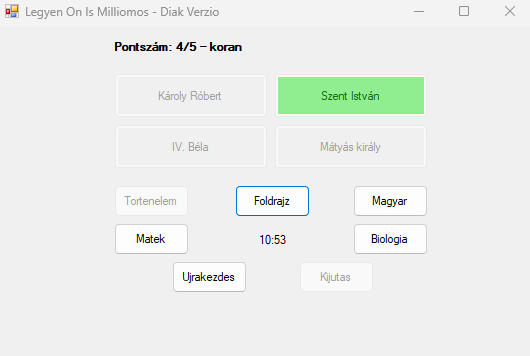 Legyen On Is Milliomos - Diak Verzio
Pontszám: 4/5 – koran
Károly Róbert Szent István
IV. Béla Mátyás király
Tortenelem Foldrajz Magyar
Matek 10:53 Biologia
Ujrakezdes Kijutas